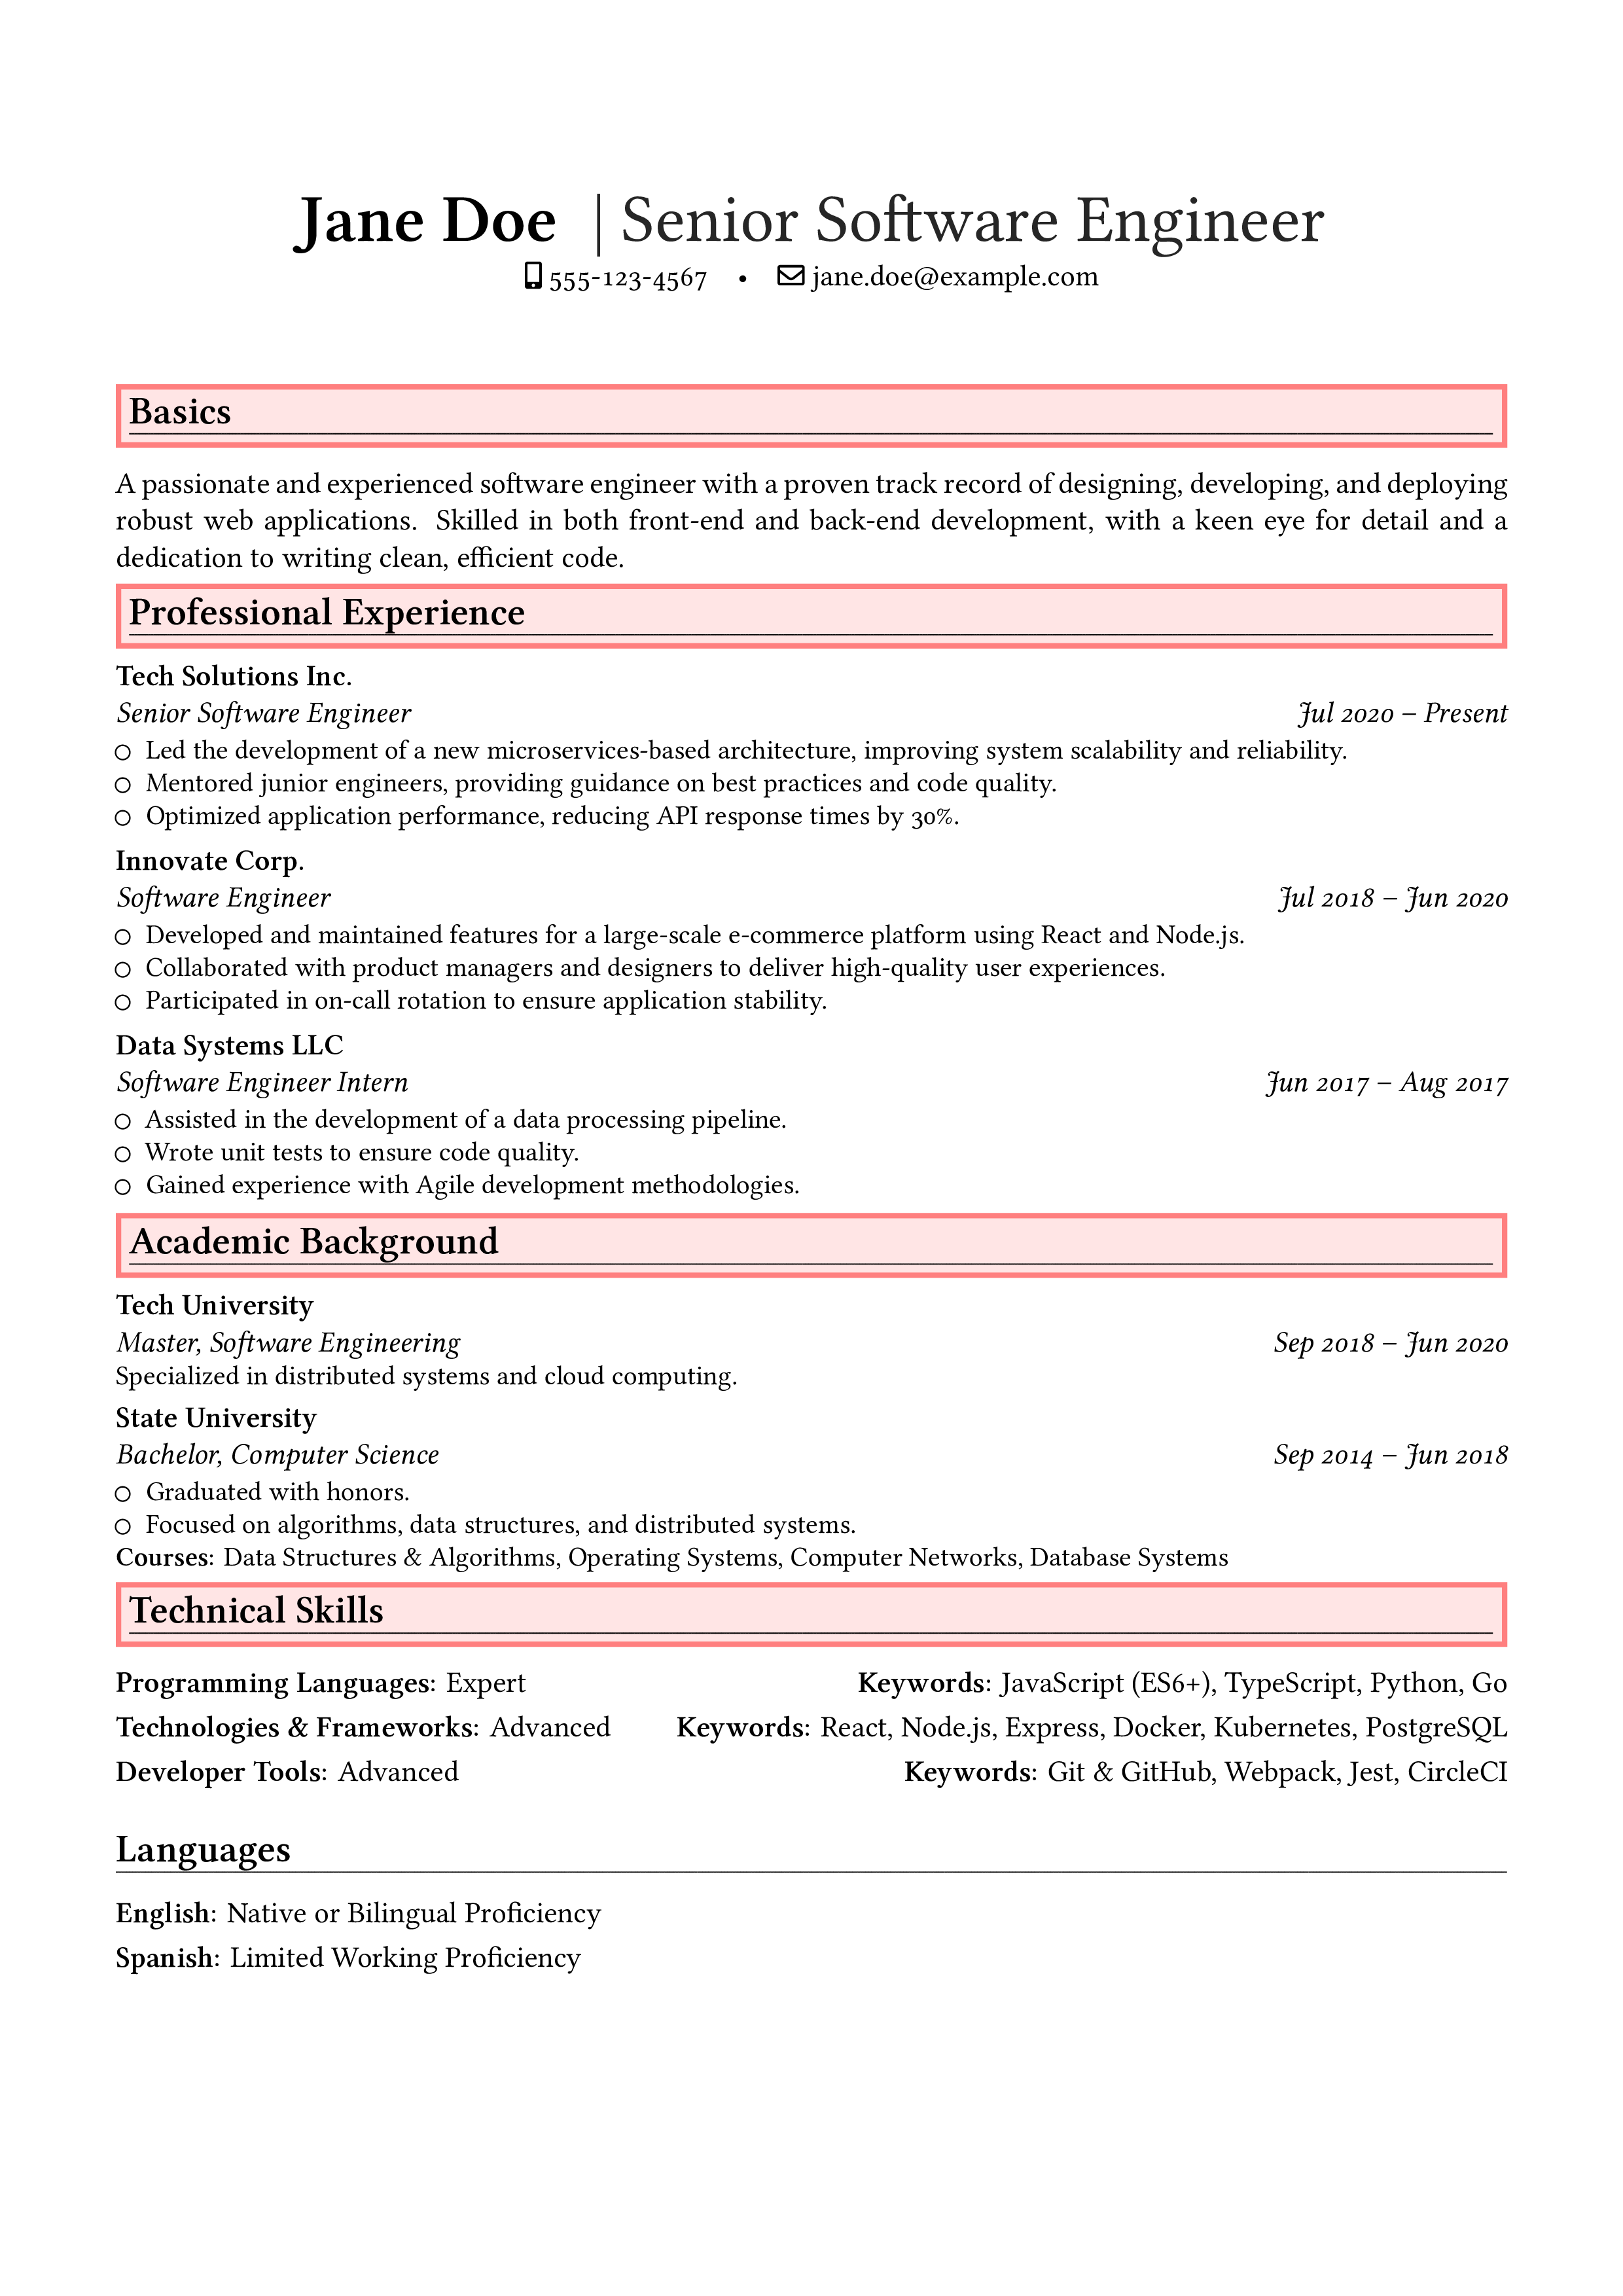 Jane Doe | Senior Software Engineer
555-123-4567 • jane.doe@example.com
Basics
A passionate and experienced software engineer with a proven track record of designing, developing, and deploying
robust web applications. Skilled in both front-end and back-end development, with a keen eye for detail and a
dedication to writing clean, efficient code.
Professional Experience
Tech Solutions Inc.
Senior Software Engineer Jul 2020 – Present
○ Led the development of a new microservices-based architecture, improving system scalability and reliability.
○ Mentored junior engineers, providing guidance on best practices and code quality.
○ Optimized application performance, reducing API response times by 30%.
Innovate Corp.
Software Engineer Jul 2018 – Jun 2020
○ Developed and maintained features for a large-scale e-commerce platform using React and Node.js.
○ Collaborated with product managers and designers to deliver high-quality user experiences.
○ Participated in on-call rotation to ensure application stability.
Data Systems LLC
Software Engineer Intern Jun 2017 – Aug 2017
○ Assisted in the development of a data processing pipeline.
○ Wrote unit tests to ensure code quality.
○ Gained experience with Agile development methodologies.
Academic Background
Tech University
Master, Software Engineering Sep 2018 – Jun 2020
Specialized in distributed systems and cloud computing.
State University
Bachelor, Computer Science Sep 2014 – Jun 2018
○ Graduated with honors.
○ Focused on algorithms, data structures, and distributed systems.
Courses: Data Structures & Algorithms, Operating Systems, Computer Networks, Database Systems
Technical Skills
Programming Languages: Expert Keywords: JavaScript (ES6+), TypeScript, Python, Go
Technologies & Frameworks: Advanced Keywords: React, Node.js, Express, Docker, Kubernetes, PostgreSQL
Developer Tools: Advanced Keywords: Git & GitHub, Webpack, Jest, CircleCI
Languages
English: Native or Bilingual Proficiency
Spanish: Limited Working Proficiency